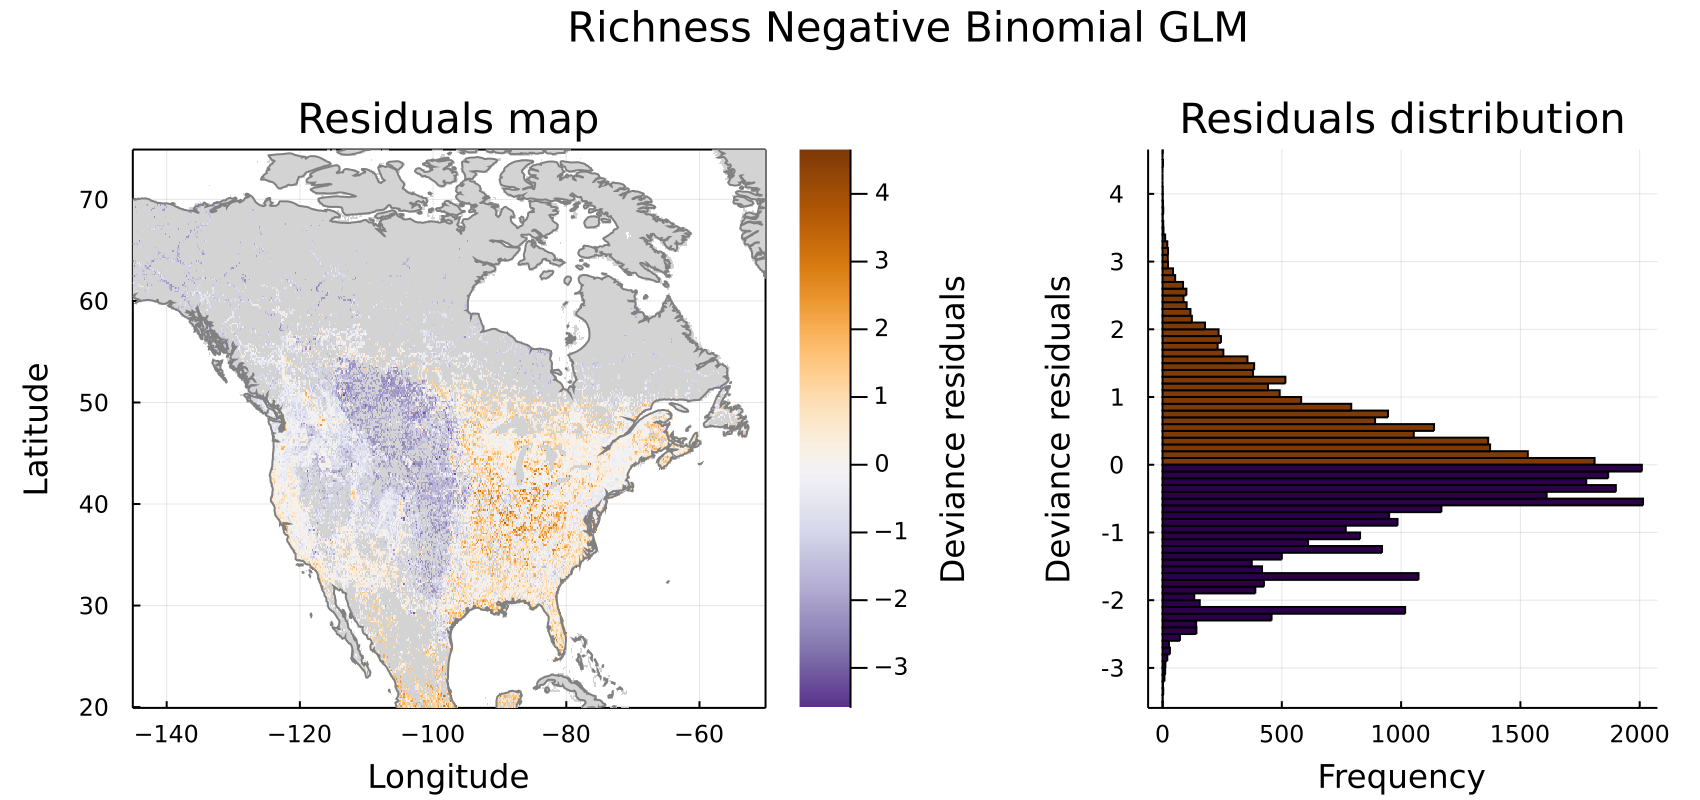 Richness Negative Binomial GLM
Residuals map
Latitude
70
60
50
40
30
20
−140 −120 −100 −80 −60
Longitude
4
3
2
1
0
−1
−2
−3
Deviance residuals
Residuals distribution
Deviance residuals
4
3
2
1
0
-1
-2
-3
0 500 1000 1500 2000
Frequency